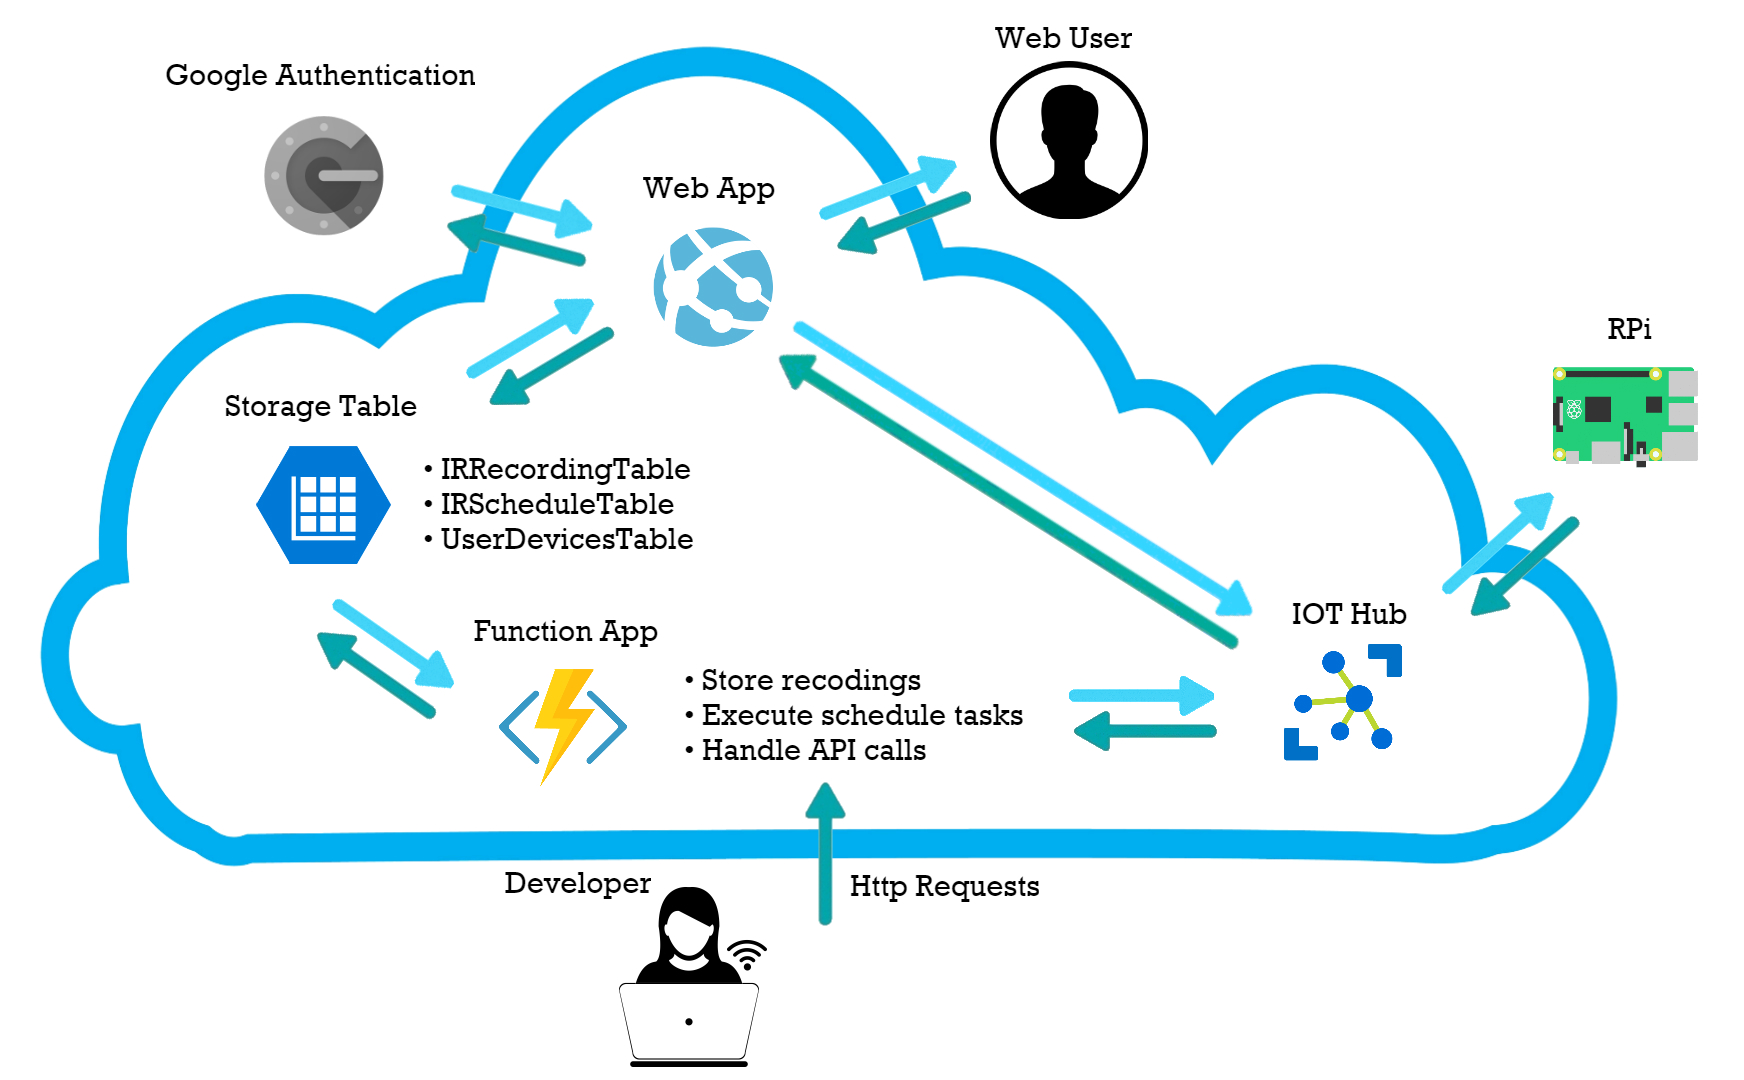 Web User
Google Authentication
Web App
RPi
Storage Table
• IRRecordingTable
• IRScheduleTable
• UserDevicesTable
IOT Hub
Function App
• Store recodings
• Execute schedule tasks
• Handle API calls
Developer
Http Requests